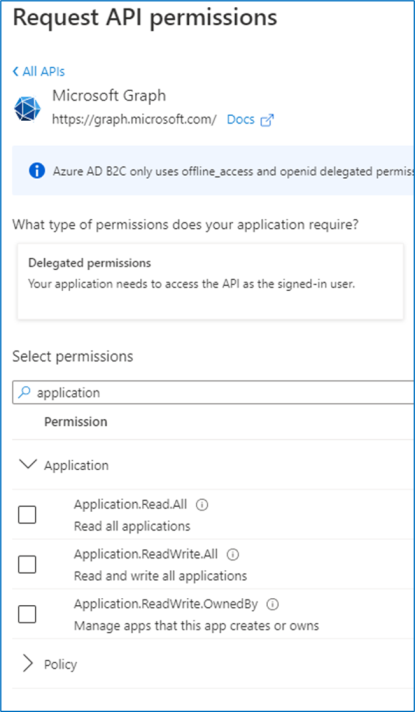 Request API permissions
All APIs
Microsoft Graph
https://graph.microsoft.com/ Docs
Azure AD B2C only uses offline_access and openid delegated permis
What type of permissions does your application require?
Delegated permissions
Your application needs to access the API as the signed-in user.
Select permissions
application
Permission
Application
Application.Read.All
Read all applications
Application.ReadWrite.All
Read and write all applications
Application.ReadWrite.OwnedBy
Manage apps that this app creates or owns
Policy